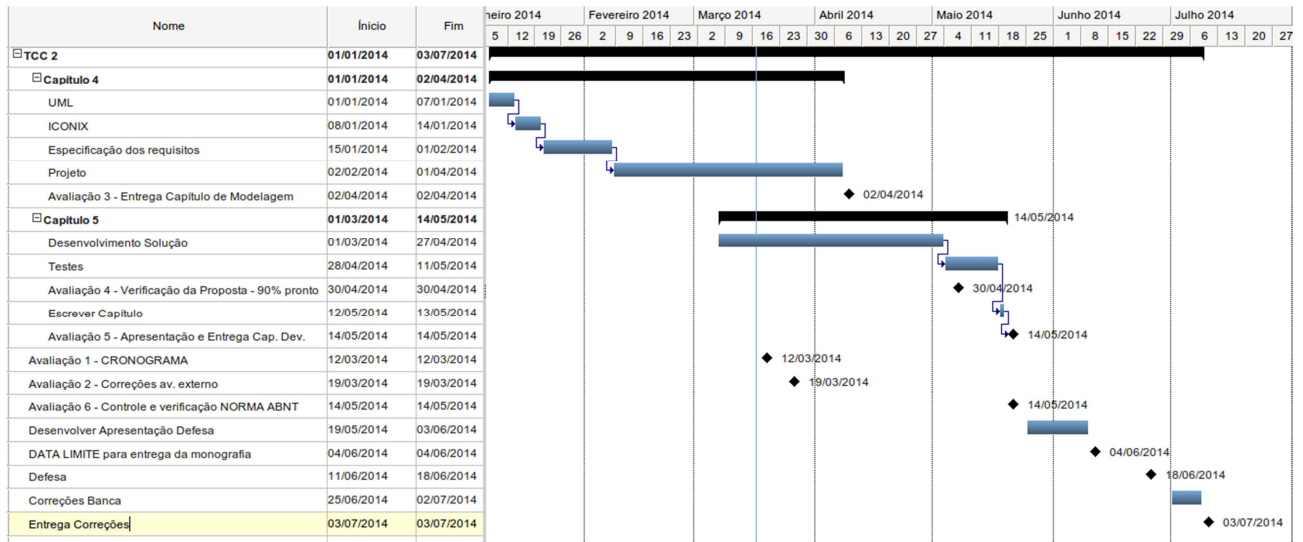 Nome Ínicio Fim neiro 2014 Fevereiro 2014 Março 2014 Abril 2014 Maio 2014 Junho 2014 Julho 2014
5 12 19 26 2 9 16 23 2 9 16 23 30 6 13 20 27 4 11 18 25 1 8 15 22 29 6 13 20 27
TCC 2 01/01/2014 03/07/2014
Capítulo 4 01/01/2014 02/04/2014
UML 01/01/2014 07/01/2014
ICONIX 08/01/2014 14/01/2014
Especificação dos requisitos 15/01/2014 01/02/2014
Projeto 02/02/2014 01/04/2014
Avaliação 3 - Entrega Capítulo de Modelagem 02/04/2014 02/04/2014 02/04/2014
Capítulo 5 01/03/2014 14/05/2014 14/05/2014
Desenvolvimento Solução 01/03/2014 27/04/2014
Testes 28/04/2014 11/05/2014
Avaliação 4 - Verificação da Proposta - 90% pronto 30/04/2014 30/04/2014 30/04/2014
Escrever Capítulo 12/05/2014 13/05/2014
Avaliação 5 - Apresentação e Entrega Cap. Dev. 14/05/2014 14/05/2014 14/05/2014
Avaliação 1 - CRONOGRAMA 12/03/2014 12/03/2014 12/03/2014
Avaliação 2 - Correções av. externo 19/03/2014 19/03/2014 19/03/2014
Avaliação 6 - Controle e verificação NORMA ABNT 14/05/2014 14/05/2014 14/05/2014
Desenvolver Apresentação Defesa 19/05/2014 03/06/2014
DATA LIMITE para entrega da monografia 04/06/2014 04/06/2014 04/06/2014
Defesa 11/06/2014 18/06/2014 18/06/2014
Correções Banca 25/06/2014 02/07/2014
Entrega Correções 03/07/2014 03/07/2014 03/07/2014